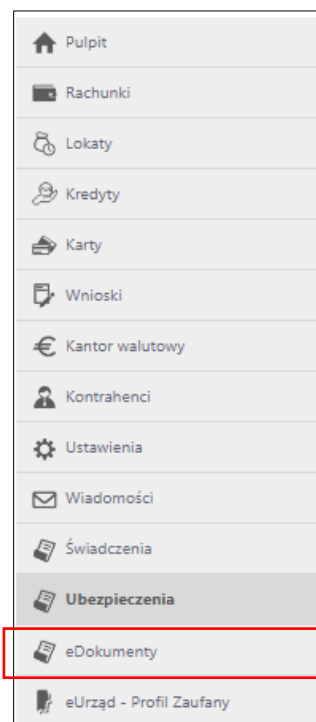 Pulpit
Rachunki
Lokaty
Kredyty
Karty
Wnioski
Kantor walutowy
Kontrahenci
Ustawienia
Wiadomości
Świadczenia
Ubezpieczenia
eDokumenty
eUrząd - Profil Zaufany